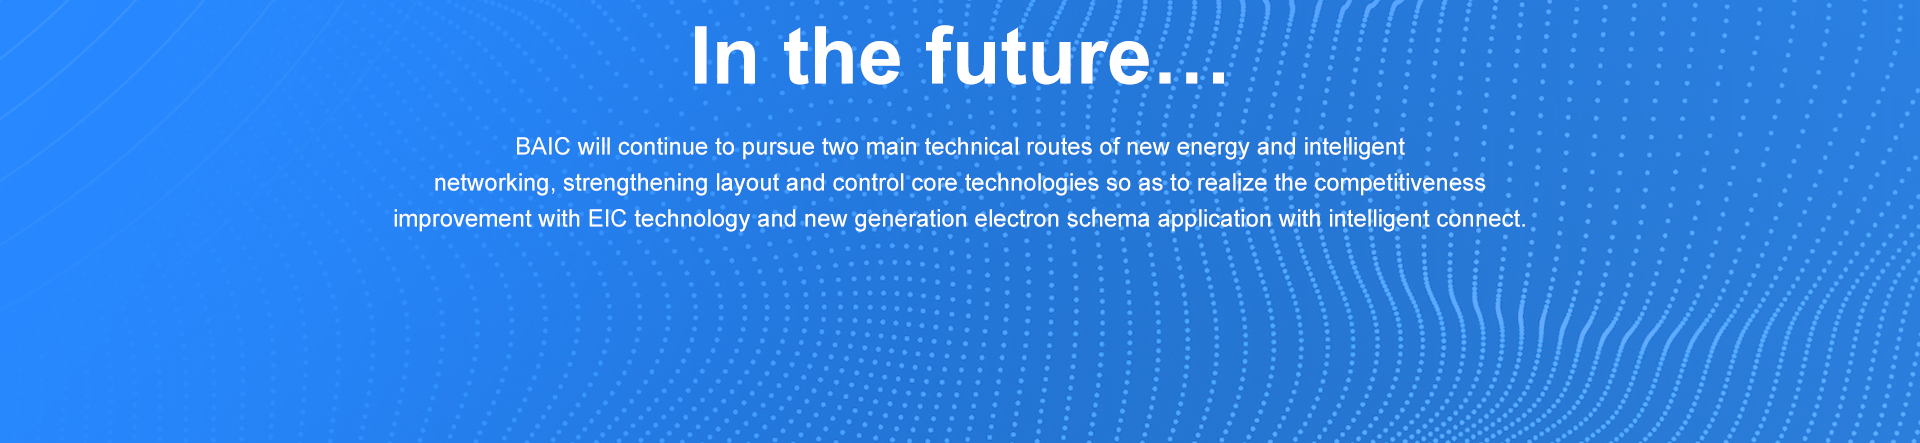 In the future…
BAIC will continue to pursue two main technical routes of new energy and intelligent
networking, strengthening layout and control core technologies so as to realize the competitiveness
improvement with EIC technology and new generation electron schema application with intelligent connect.